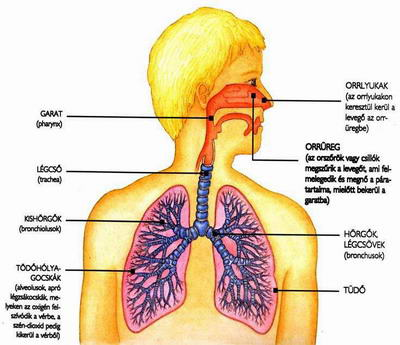 GARAT
(pharynx)
LÉGCSŐ
(trachea)
KISHÖRGŐK
(bronchiolusok)
TÖDŐHÓLYA-
GOCSKÁK
(alveolusok, apró
légzsákocskák, me-
lyeken az oxigén fel-
szívódik a vérbe, a
szén-dioxid pedig
kikerül a vérből)
ORRLYUKAK
(az orrlyukakon
keresztül kerül a
levegő az orr-
üregbe)
ORRÜREG
(az orszőrök vagy csillók
megszűrik a levegőt, ami fel-
melegedik és megnő a pára-
tartalma, mielőtt bekerül a
garatba)
HÖRGŐK,
LÉGCSÖVEK
(bronchusok)
TÜDŐ